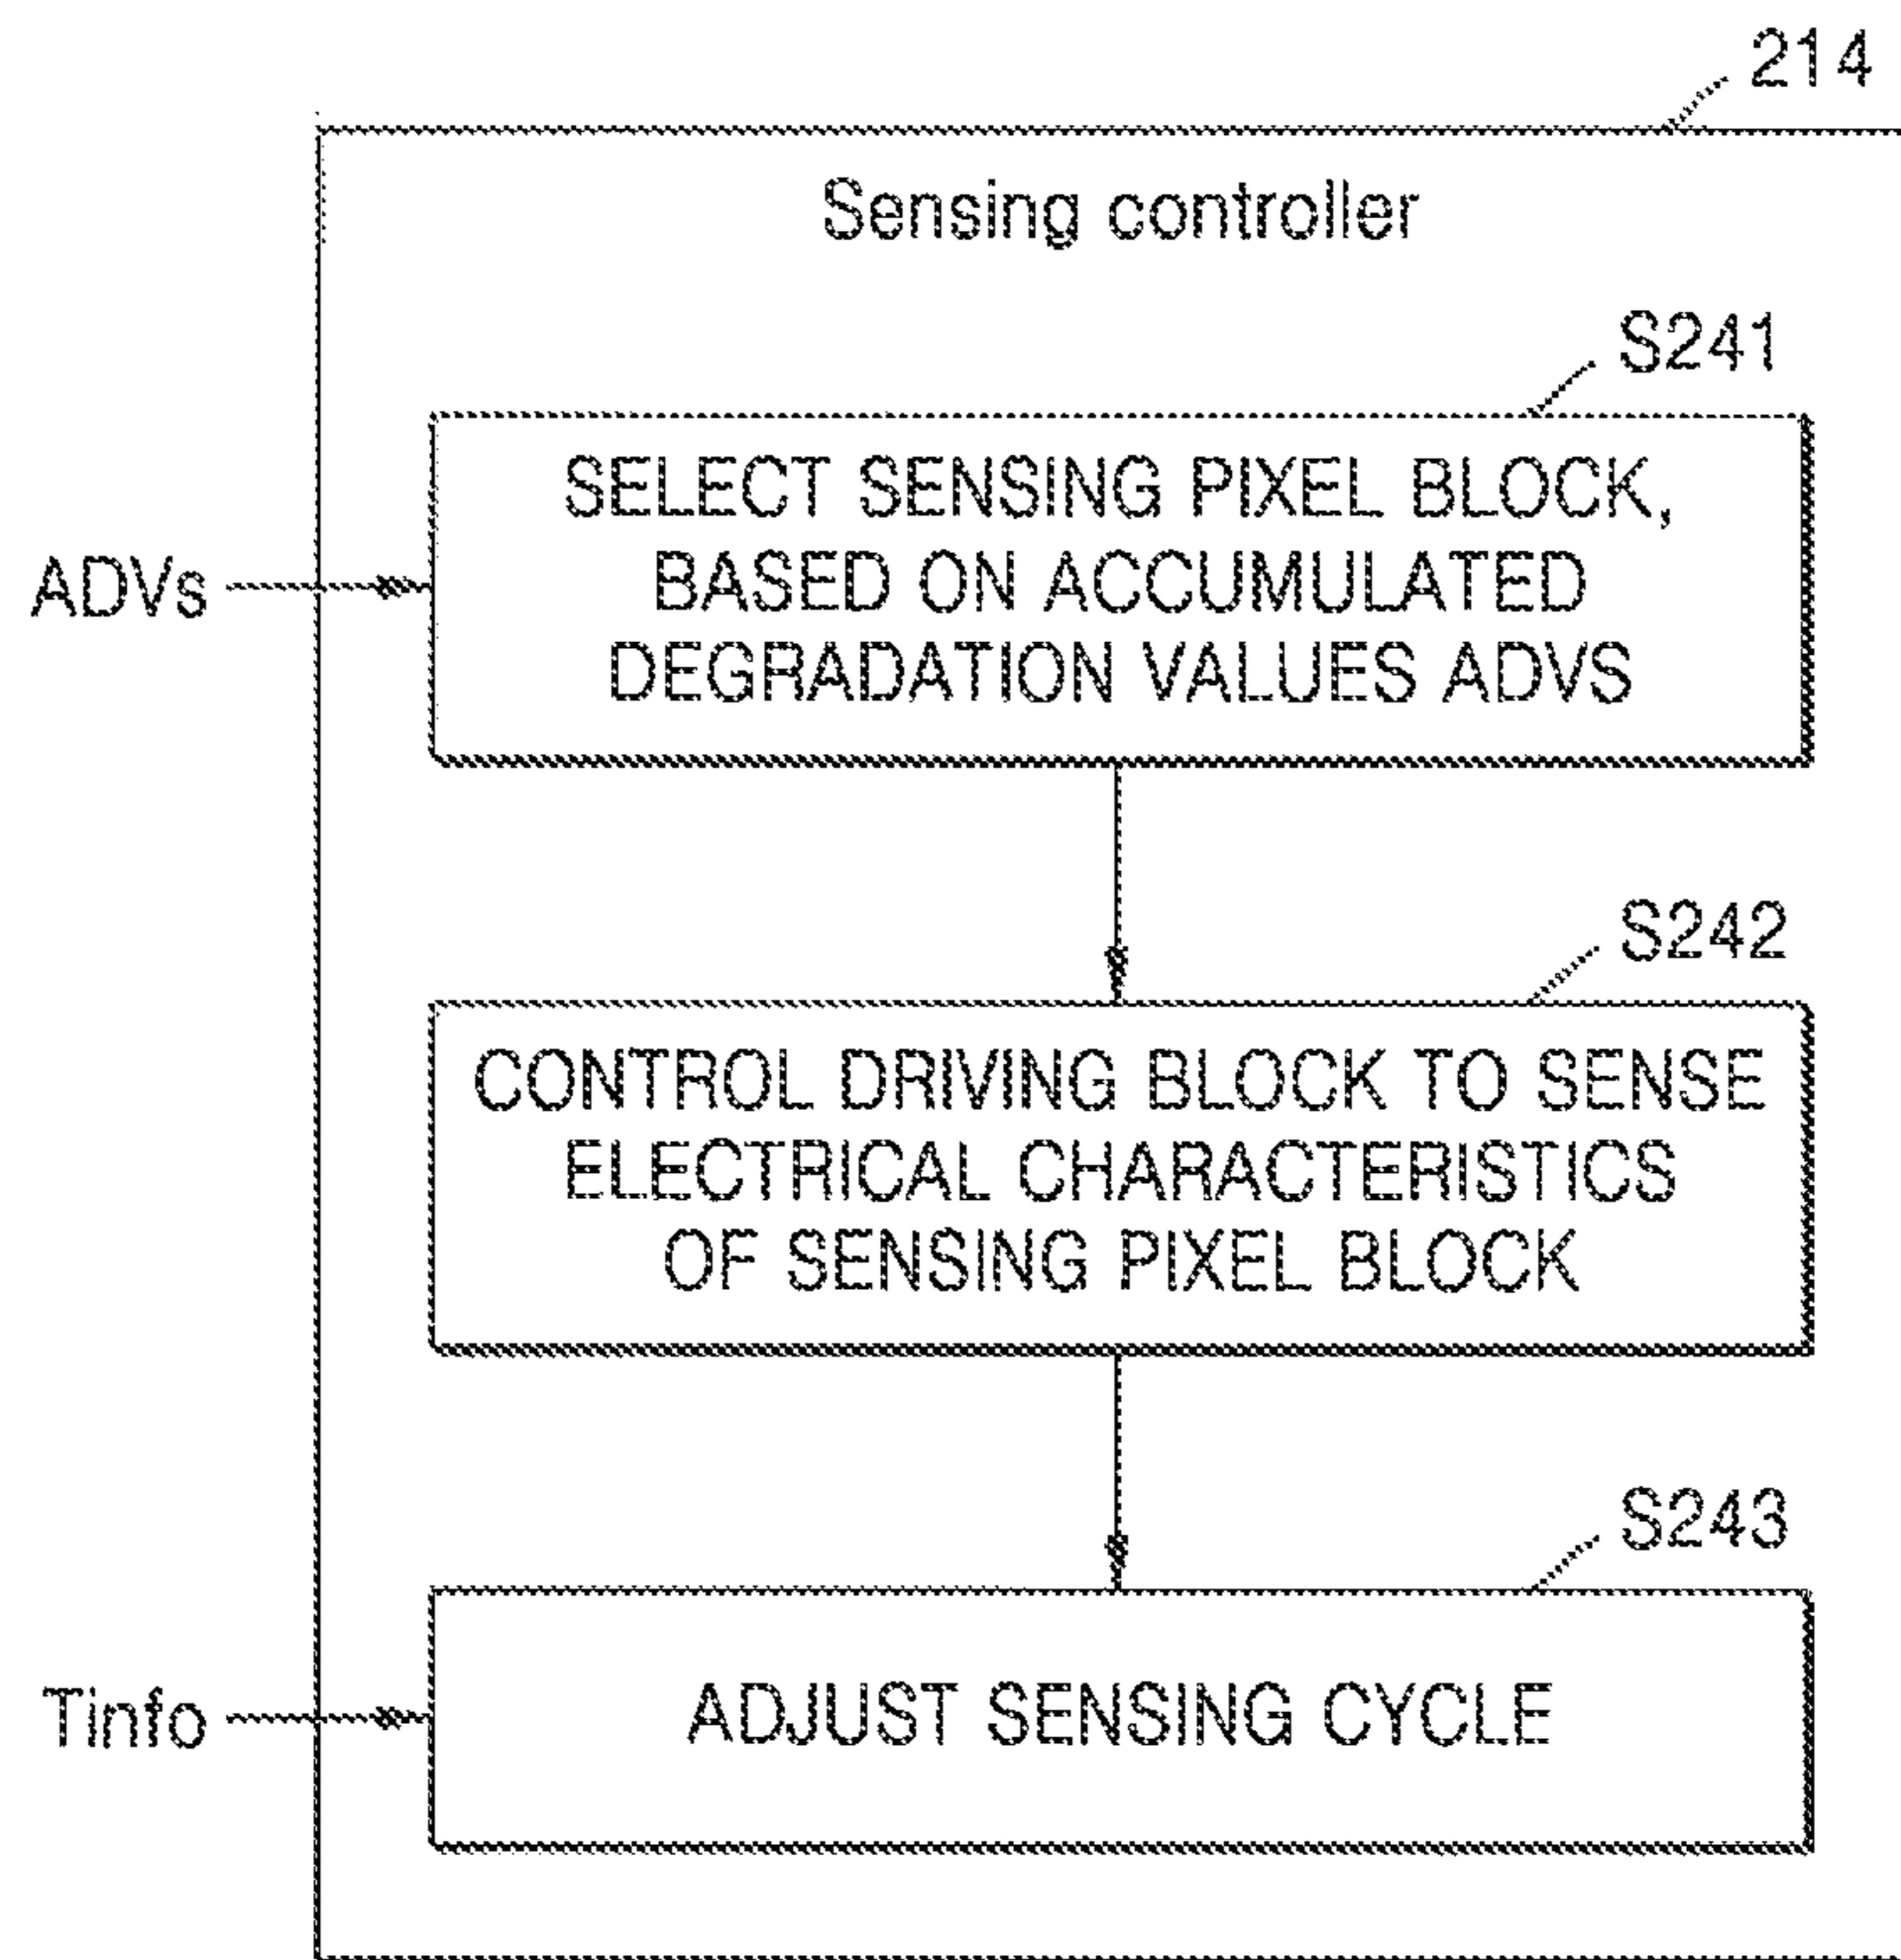 214
Sensing controller
S241
SELECT SENSING PIXEL BLOCK,
BASED ON ACCUMULATED
DEGRADATION VALUES ADVS
ADVs
S242
CONTROL DRIVING BLOCK TO SENSE
ELECTRICAL CHARACTERISTICS
OF SENSING PIXEL BLOCK
S243
Tinfo
ADJUST SENSING CYCLE